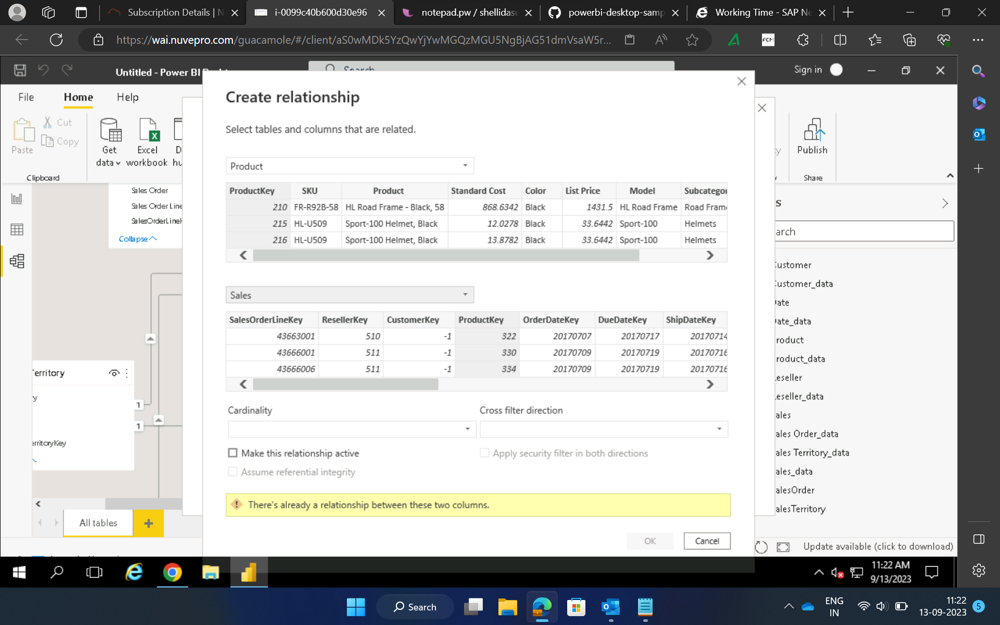 Subscription Details | N
i-0099c40b600d30e96
notepad.pw / shellidase
powerbi-desktop-samp
Working Time - SAP Ne
https://wai.nuvepro.com/guacamole/#/client/aS0wMDk5YzQwYjYwMGQzMGU5NgBjAG51dmVsaW5r...
FCM
Untitled - Power BI Deskt
Search
Sign in
File
Home
Help
Cut
Copy
Paste
Get data
Excel workbook
D
hu
Clipboard
Publish
Share
Create relationship
Select tables and columns that are related.
Product
ProductKey SKU Product Standard Cost Color List Price Model Subcategor
210 FR-R92B-58 HL Road Frame - Black, 58 868.6342 Black 1431.5 HL Road Frame Road Fram
215 HL-U509 Sport-100 Helmet, Black 12.0278 Black 33.6442 Sport-100 Helmets
216 HL-U509 Sport-100 Helmet, Black 13.8782 Black 33.6442 Sport-100 Helmets
Sales
SalesOrderLineKey ResellerKey CustomerKey ProductKey OrderDateKey DueDateKey ShipDateKey
43663001 510 -1 322 20170707 20170717 20170714
43666001 511 -1 330 20170709 20170719 20170716
43666006 511 -1 334 20170709 20170719 20170716
Cardinality
Cross filter direction
Make this relationship active
Apply security filter in both directions
Assume referential integrity
There's already a relationship between these two columns.
OK
Cancel
Sales Order
Sales Order Line
SalesOrderLine
Collapse
Territory
y
1
1
erritoryKey
All tables
s
arch
Customer
Customer_data
ate
ate_data
roduct
roduct_data
eseller
eseller_data
ales
ales Order_data
ales Territory_data
ales_data
alesOrder
alesTerritory
Update available (click to download)
11:22 AM
9/13/2023
Search
ENG
IN
11:22
13-09-2023
5